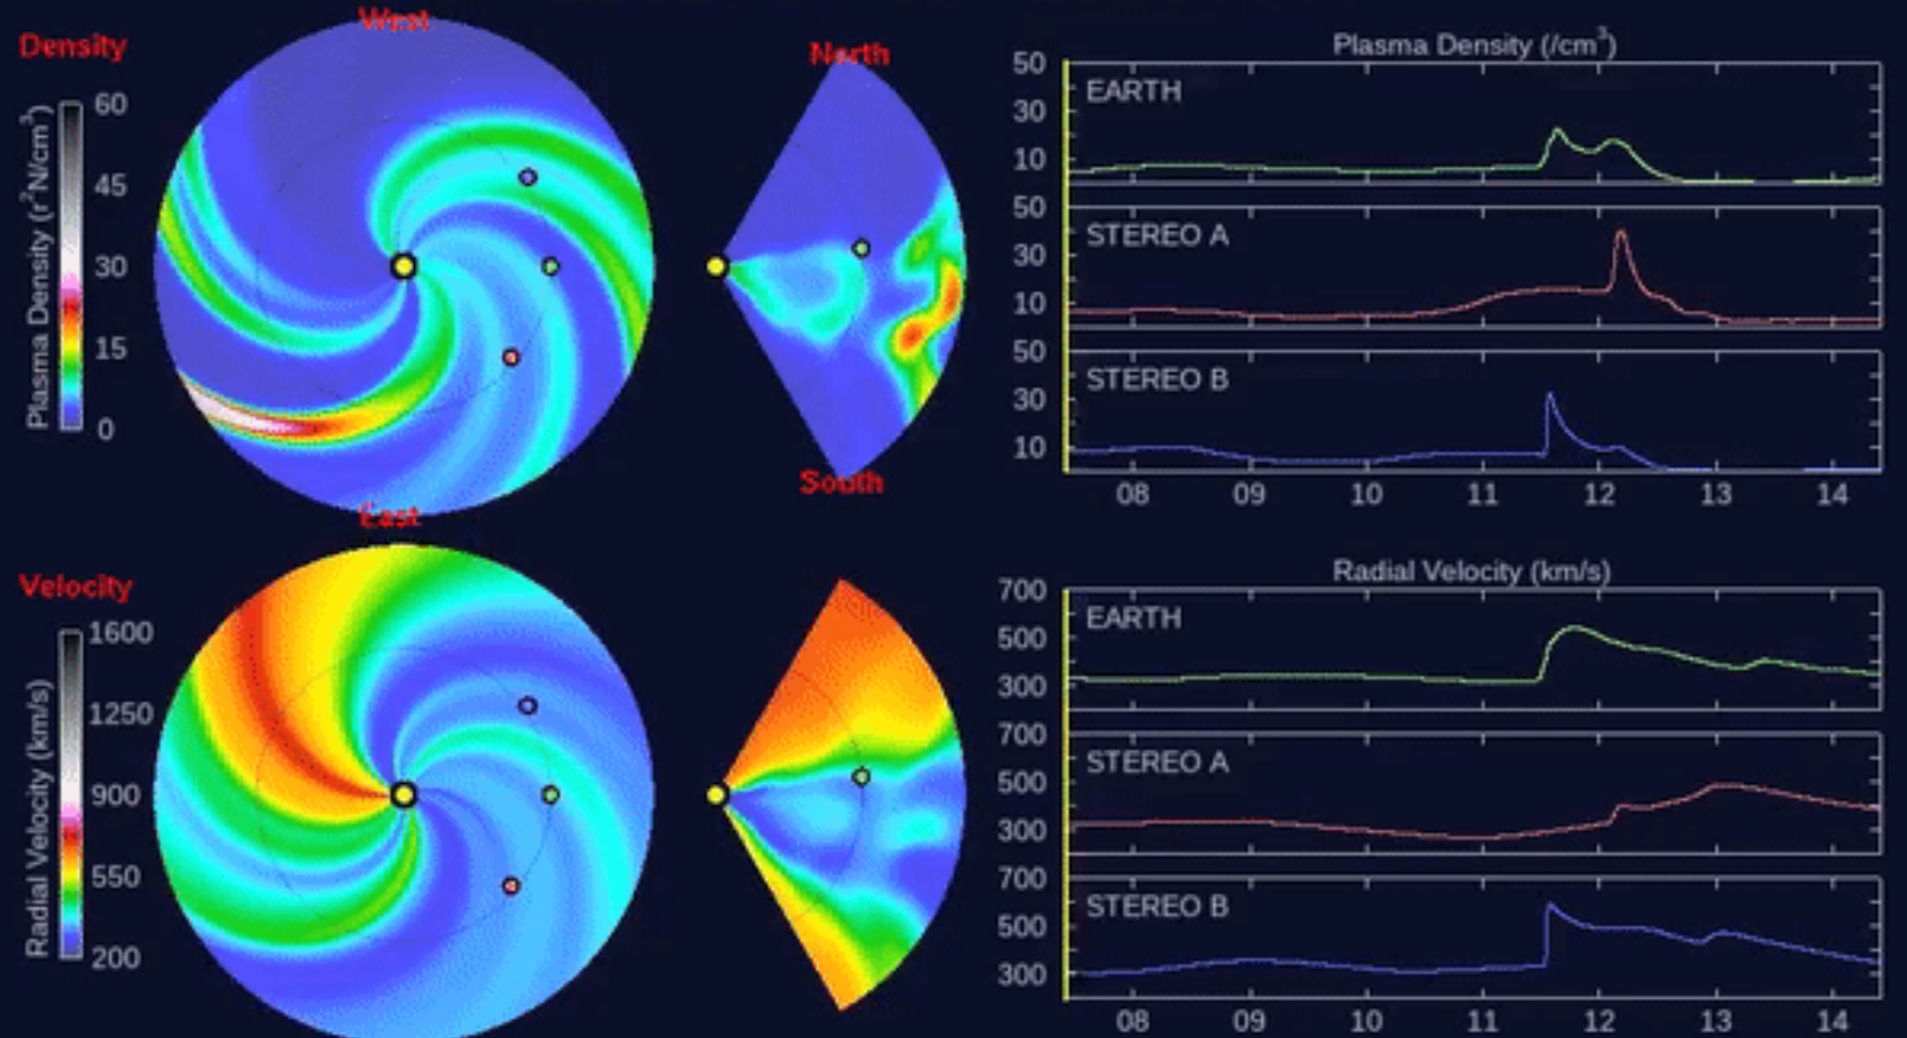 West
Density
North
Plasma Density (r²N/cm³)
60
45
30
15
0
South
East
Plasma Density (/cm³)
50
30
10
EARTH
50
30
10
STEREO A
50
30
10
STEREO B
08 09 10 11 12 13 14
Velocity
Radial Velocity (km/s)
1600
1250
900
550
200
Radial Velocity (km/s)
700
500
300
EARTH
700
500
300
STEREO A
700
500
300
STEREO B
08 09 10 11 12 13 14